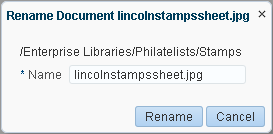 Rename Document lincolnstampssheet.jpg ×
/Enterprise Libraries/Philatelists/Stamps
* Name lincolnstampssheet.jpg
Rename Cancel